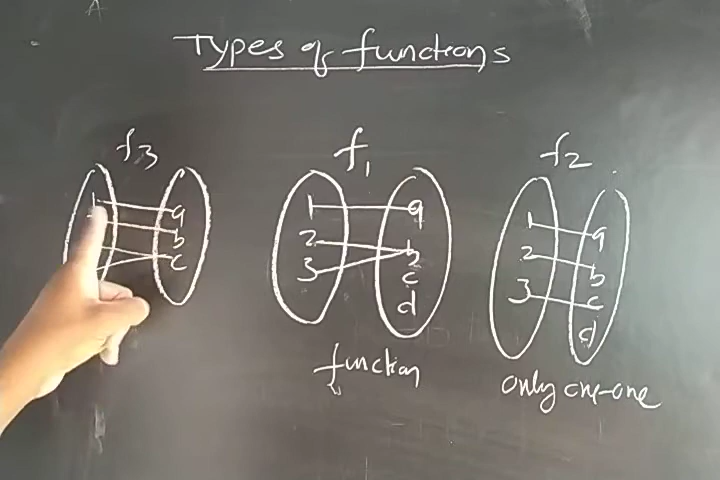 A
Types of functions
f3 f1 f2
1 a 1 a 1 a
b 2 b 2 b
c 3 c 3 c
d d
function only one-one